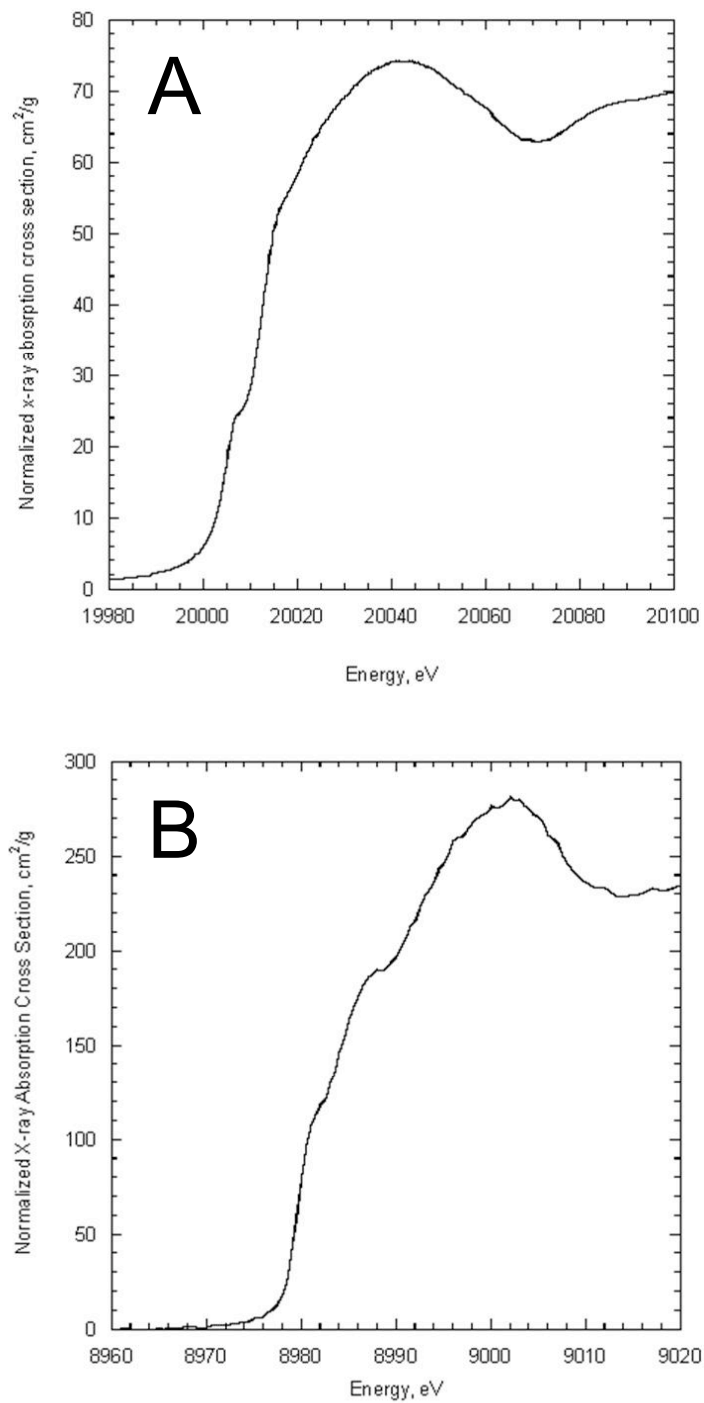 A
80
70
60
50
40
30
20
10
0
19980 20000 20020 20040 20060 20080 20100
Energy, eV
Normalized x-ray abosrption cross section, cm²/g
B
300
250
200
150
100
50
0
8960 8970 8980 8990 9000 9010 9020
Energy, eV
Normalized X-ray Absorption Cross Section, cm²/g